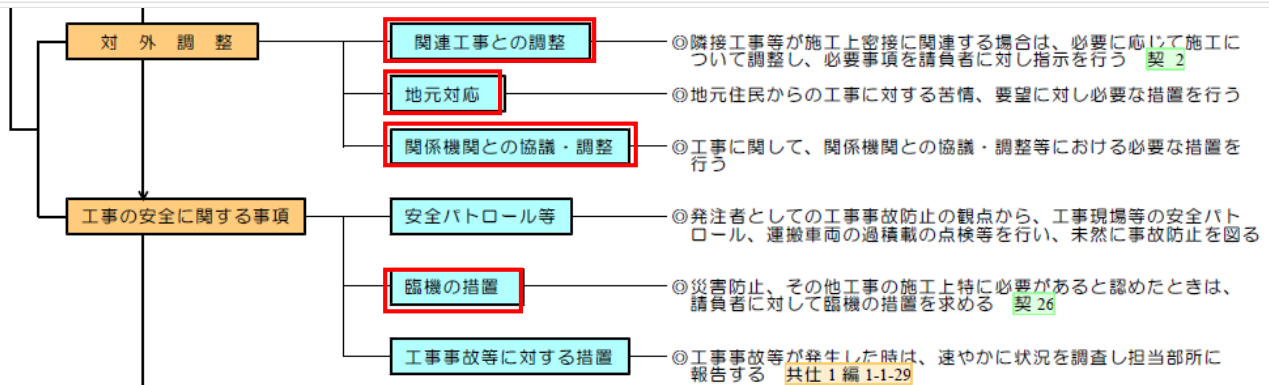 対 外 調 整
関連工事との調整
◎隣接工事等が施工上密接に関連する場合は、必要に応じて施工に
ついて調整し、必要事項を請負者に対し指示を行う 契 2
地元対応
◎地元住民からの工事に対する苦情、要望に対し必要な措置を行う
関係機関との協議・調整
◎工事に関して、関係機関との協議・調整等における必要な措置を
行う
工事の安全に関する事項
安全パトロール等
◎発注者としての工事事故防止の観点から、工事現場等の安全パト
ロール、運搬車両の過積載の点検等を行い、未然に事故防止を図る
臨機の措置
◎災害防止、その他工事の施工上特に必要があると認めたときは、
請負者に対して臨機の措置を求める 契 26
工事事故等に対する措置
◎工事事故等が発生した時は、速やかに状況を調査し担当部所に
報告する 共仕 1 編 1-1-29